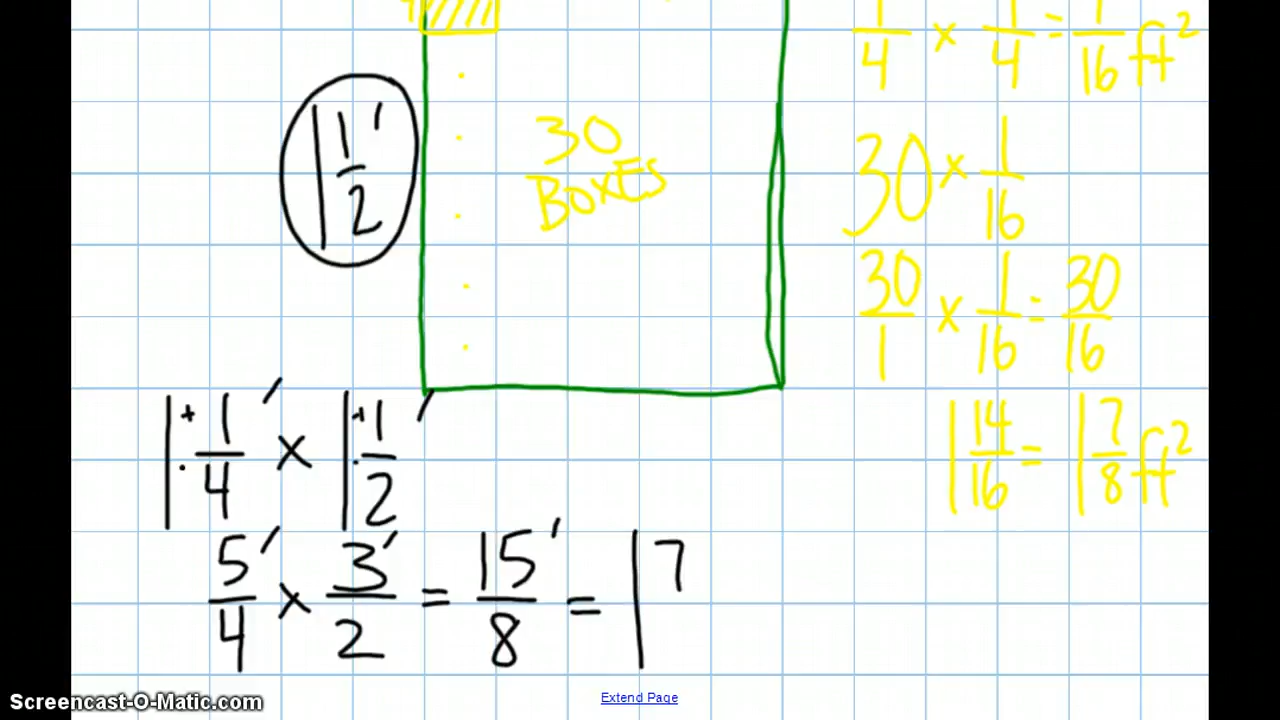 1/4 × 1/4 = 1/16 ft²
1 1/2'
30
BOXES
30 × 1/16
30/1 × 1/16 = 30/16
1 14/16 = 1 7/8 ft²
1 + 1/4' × 1 + 1/2'
5/4' × 3/2' = 15/8' = 1 7
Extend Page
Screencast-O-Matic.com